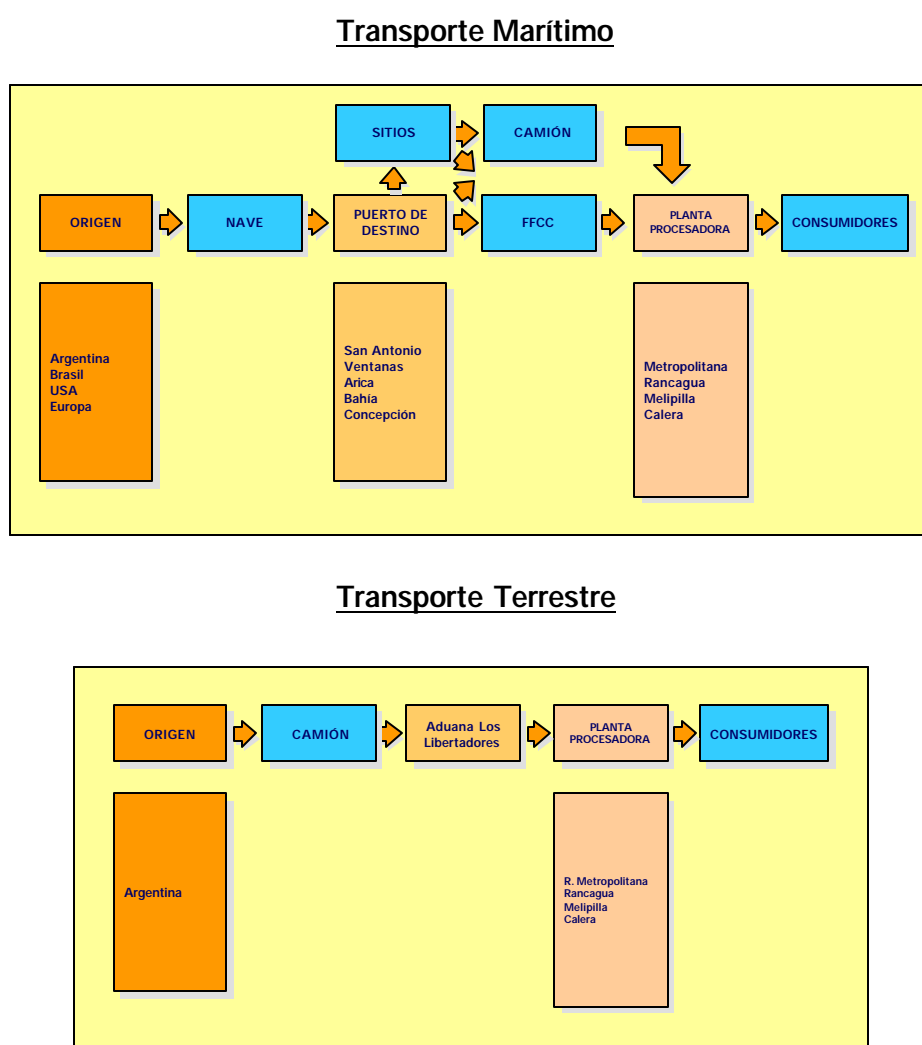 Transporte Marítimo
SITIOS
CAMIÓN
ORIGEN
NAVE
PUERTO DE
DESTINO
FFCC
PLANTA
PROCESADORA
CONSUMIDORES
Argentina
Brasil
USA
Europa
San Antonio
Ventanas
Arica
Bahía
Concepción
Metropolitana
Rancagua
Melipilla
Calera
Transporte Terrestre
ORIGEN
CAMIÓN
Aduana Los
Libertadores
PLANTA
PROCESADORA
CONSUMIDORES
Argentina
R. Metropolitana
Rancagua
Melipilla
Calera